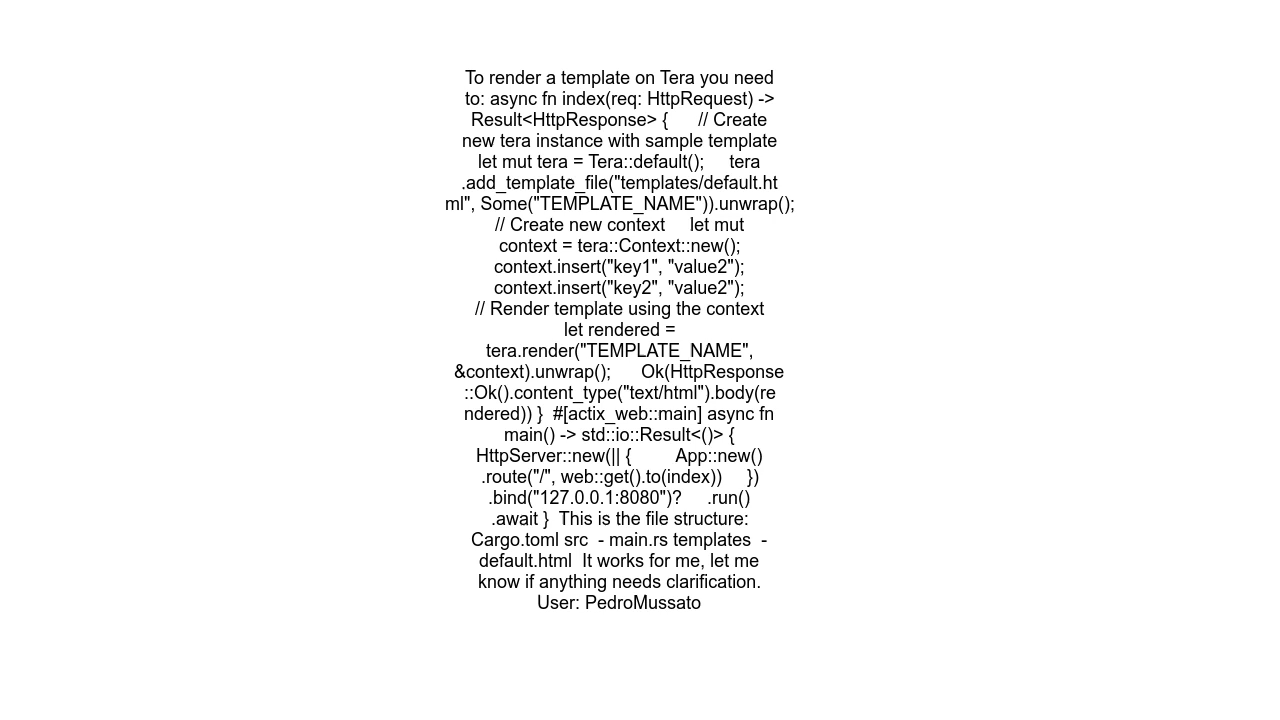 To render a template on Tera you need
to: async fn index(req: HttpRequest) ->
Result<HttpResponse> {      // Create
new tera instance with sample template
let mut tera = Tera::default();     tera
.add_template_file("templates/default.ht
ml", Some("TEMPLATE_NAME")).unwrap();
// Create new context     let mut
context = tera::Context::new();
context.insert("key1", "value2");
context.insert("key2", "value2");
// Render template using the context
let rendered =
tera.render("TEMPLATE_NAME",
&context).unwrap();      Ok(HttpResponse
::Ok().content_type("text/html").body(re
ndered)) }  #[actix_web::main] async fn
main() -> std::io::Result<()> {
HttpServer::new(|| {         App::new()
.route("/", web::get().to(index))     })
.bind("127.0.0.1:8080")?     .run()
.await }  This is the file structure:
Cargo.toml src  - main.rs templates  -
default.html  It works for me, let me
know if anything needs clarification.
User: PedroMussato